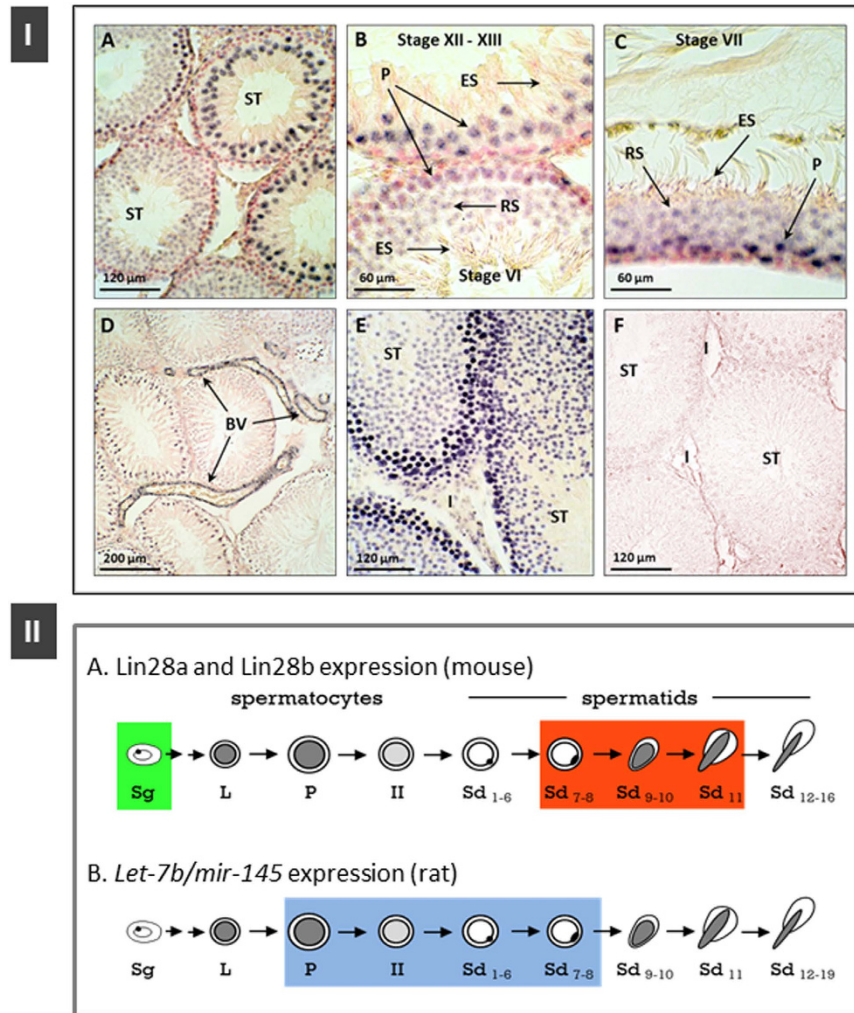 I
A
ST
ST
120 µm
B
Stage XII - XIII
P
ES
RS
ES
Stage VI
60 µm
C
Stage VII
ES
RS
P
60 µm
D
BV
200 µm
E
ST
I
ST
120 µm
F
I
ST
I
ST
120 µm
II
A. Lin28a and Lin28b expression (mouse)
spermatocytes spermatids
Sg L P II Sd 1-6 Sd 7-8 Sd 9-10 Sd 11 Sd 12-16
B. Let-7b/mir-145 expression (rat)
Sg L P II Sd 1-6 Sd 7-8 Sd 9-10 Sd 11 Sd 12-19